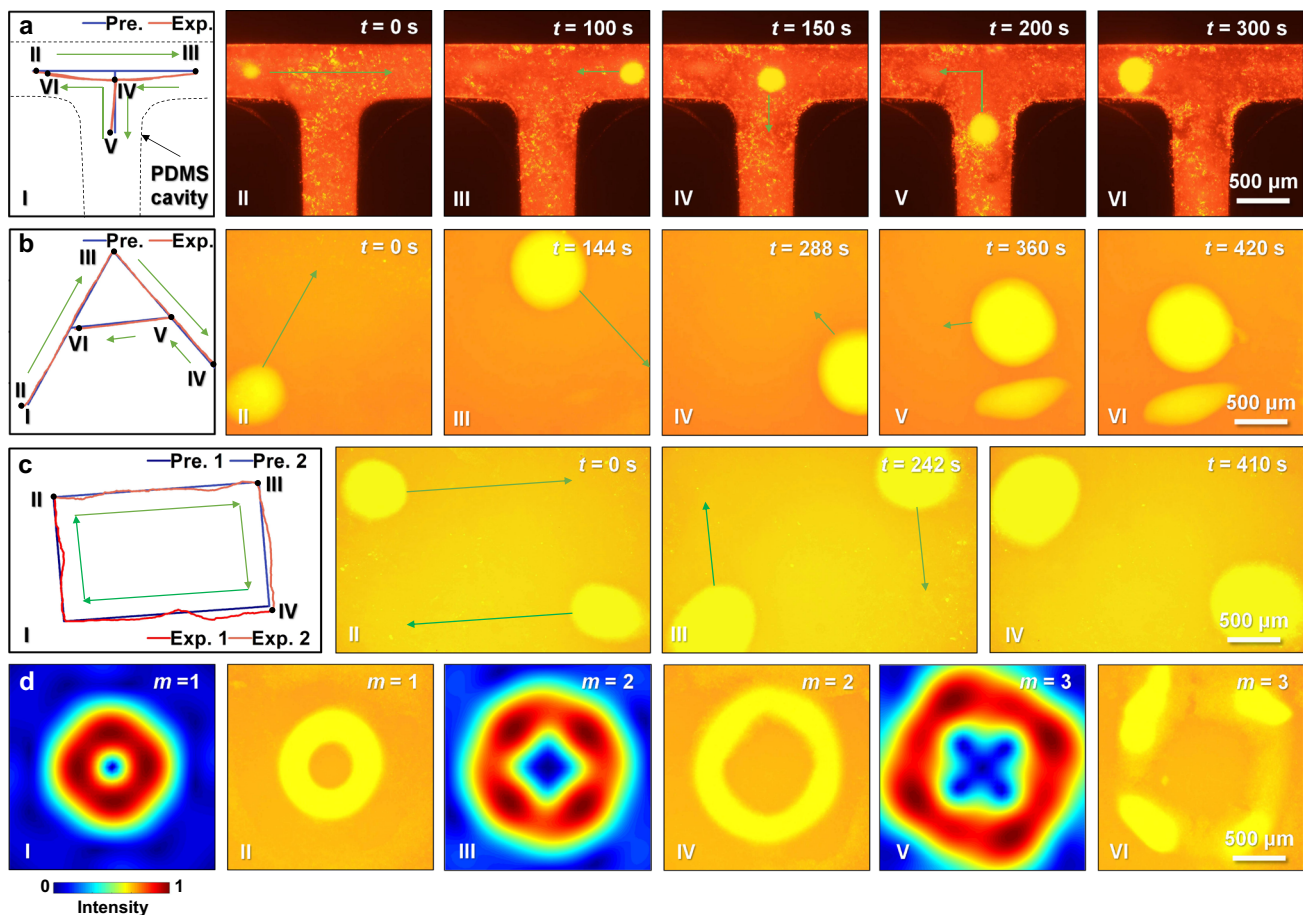 a
Pre. Exp.
II III
VI IV
V
PDMS
cavity
I
t = 0 s
II
t = 100 s
III
t = 150 s
IV
t = 200 s
V
t = 300 s
500 μm
VI
b
Pre. Exp.
III
V
VI
IV
II
I
t = 0 s
II
t = 144 s
III
t = 288 s
IV
t = 360 s
V
t = 420 s
500 μm
VI
c
Pre. 1 Pre. 2
II III
IV
I
Exp. 1 Exp. 2
t = 0 s
II
t = 242 s
III
t = 410 s
500 μm
IV
d
m =1
I
m = 1
II
m = 2
III
m = 2
IV
m = 3
V
m = 3
500 μm
VI
0 1
Intensity